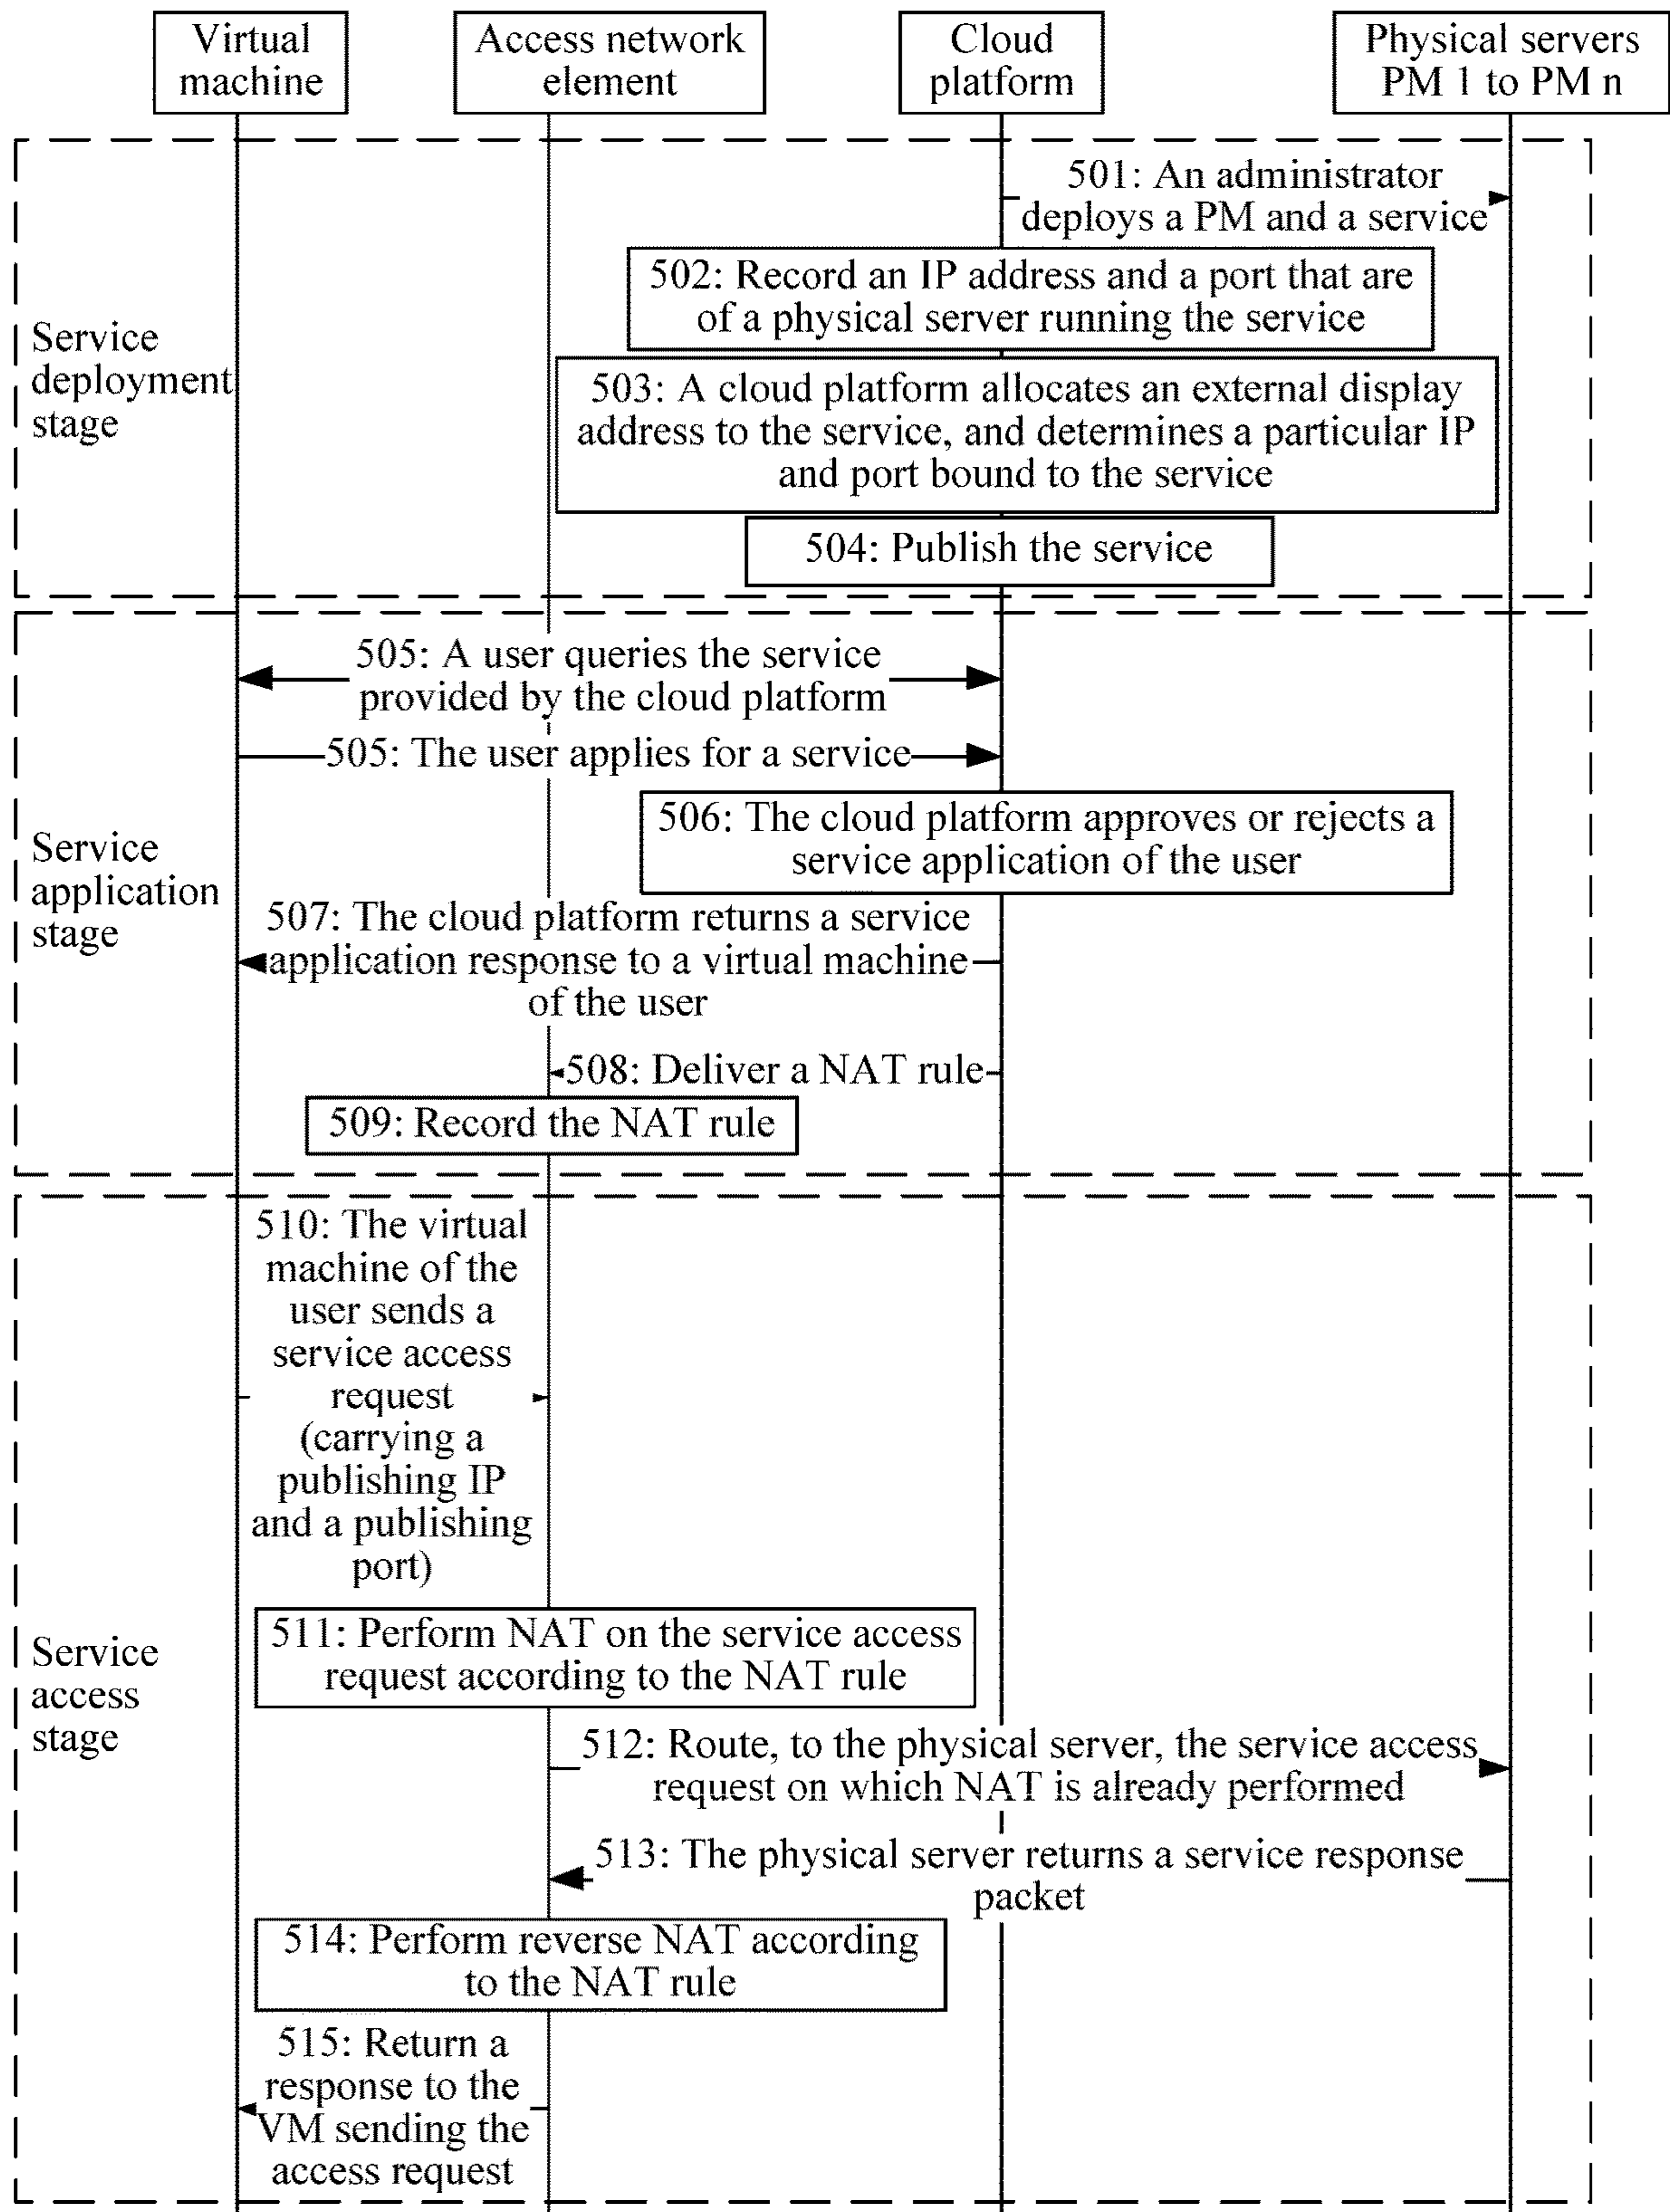 Virtual
machine
Access network
element
Cloud
platform
Physical servers
PM 1 to PM n
Service
deployment
stage
501: An administrator
deploys a PM and a service
502: Record an IP address and a port that are
of a physical server running the service
503: A cloud platform allocates an external display
address to the service, and determines a particular IP
and port bound to the service
504: Publish the service
Service
application
stage
505: A user queries the service
provided by the cloud platform
505: The user applies for a service
506: The cloud platform approves or rejects a
service application of the user
507: The cloud platform returns a service
application response to a virtual machine
of the user
508: Deliver a NAT rule
509: Record the NAT rule
Service
access
stage
510: The virtual
machine of the
user sends a
service access
request
(carrying a
publishing IP
and a publishing
port)
511: Perform NAT on the service access
request according to the NAT rule
512: Route, to the physical server, the service access
request on which NAT is already performed
513: The physical server returns a service response
packet
514: Perform reverse NAT according
to the NAT rule
515: Return a
response to the
VM sending the
access request